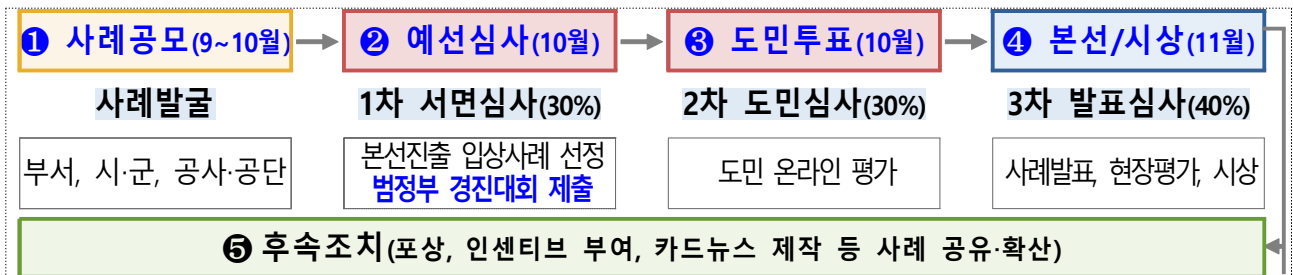 ❶ 사례공모(9~10월)
❷ 예선심사(10월)
❸ 도민투표(10월)
❹ 본선/시상(11월)
사례발굴
1차 서면심사(30%)
2차 도민심사(30%)
3차 발표심사(40%)
부서, 시·군, 공사·공단
본선진출 입상사례 선정
범정부 경진대회 제출
도민 온라인 평가
사례발표, 현장평가, 시상
❺ 후속조치(포상, 인센티브 부여, 카드뉴스 제작 등 사례 공유·확산)